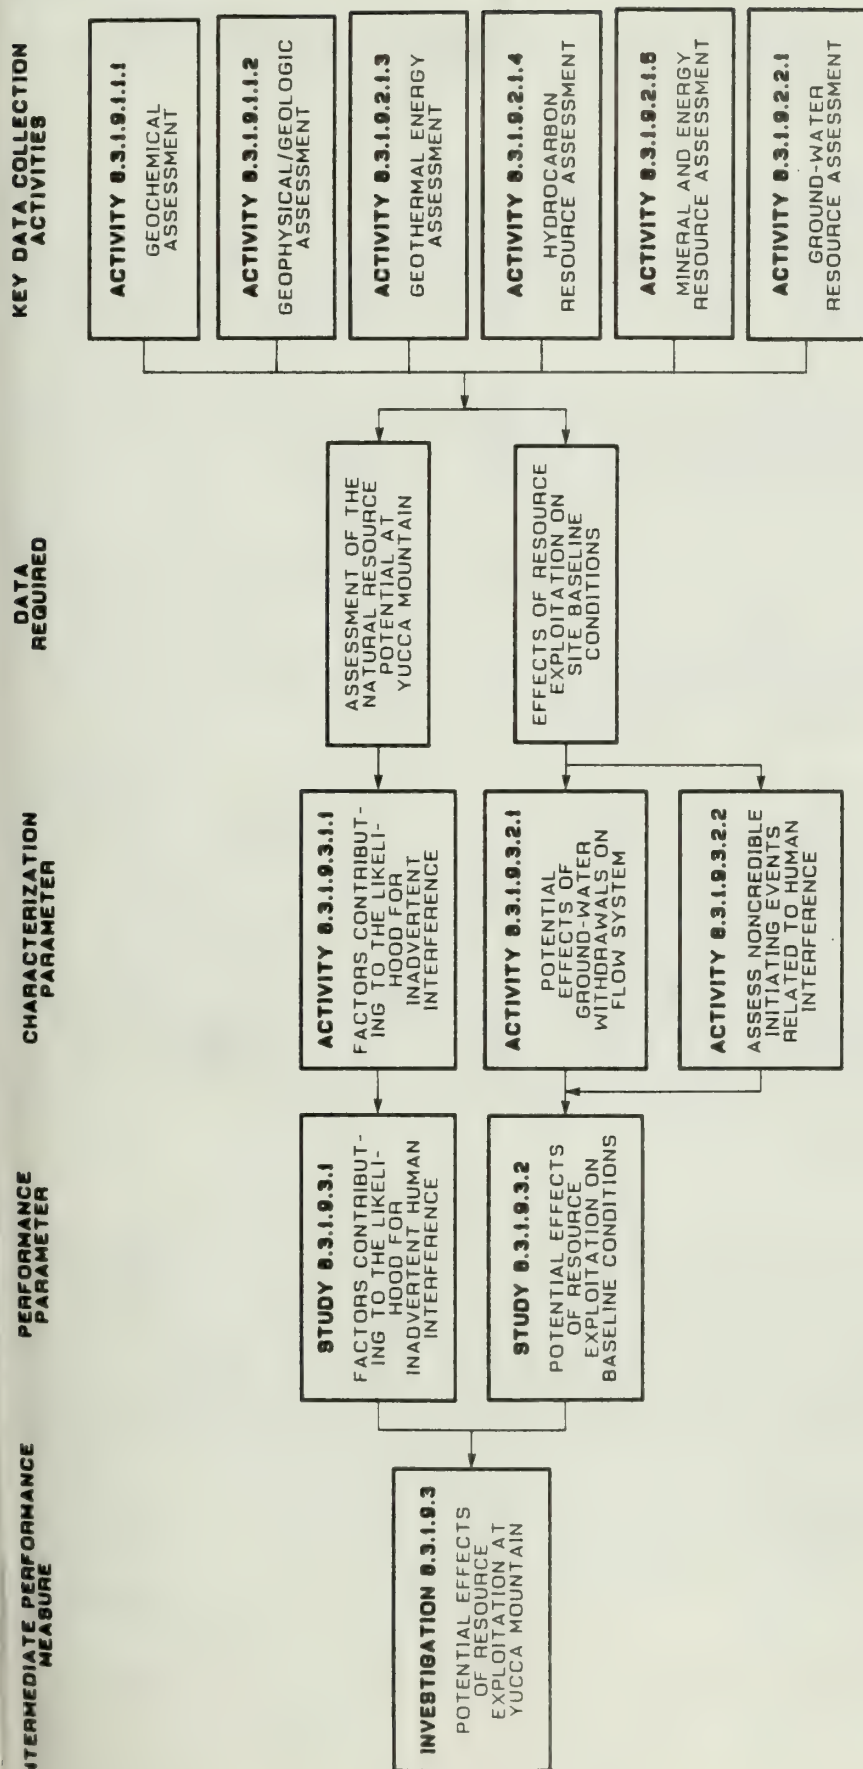 NTERMEDIATE PERFORMANCE
MEASURE
PERFORMANCE
PARAMETER
CHARACTERIZATION
PARAMETER
DATA
REQUIRED
KEY DATA COLLECTION
ACTIVITIES
INVESTIGATION 8.3.1.9.3
POTENTIAL EFFECTS
OF RESOURCE
EXPLOITATION AT
YUCCA MOUNTAIN
STUDY 8.3.1.9.3.1
FACTORS CONTRIBUT-
ING TO THE LIKELI-
HOOD FOR
INADVERTENT HUMAN
INTERFERENCE
STUDY 8.3.1.9.3.2
POTENTIAL EFFECTS
OF RESOURCE
EXPLOITATION ON
BASELINE CONDITIONS
ACTIVITY 8.3.1.9.3.1.1
FACTORS CONTRIBUT-
ING TO THE LIKELI-
HOOD FOR
INADVERTENT
INTERFERENCE
ACTIVITY 8.3.1.9.3.2.1
POTENTIAL
EFFECTS OF
GROUND-WATER
WITHDRAWALS ON
FLOW SYSTEM
ACTIVITY 8.3.1.9.3.2.2
ASSESS NONCREDIBLE
INITIATING EVENTS
RELATED TO HUMAN
INTERFERENCE
ASSESSMENT OF THE
NATURAL RESOURCE
POTENTIAL AT
YUCCA MOUNTAIN
EFFECTS OF RESOURCE
EXPLOITATION ON
SITE BASELINE
CONDITIONS
ACTIVITY 8.3.1.9.1.1.1
GEOCHEMICAL
ASSESSMENT
ACTIVITY 8.3.1.9.1.1.2
GEOPHYSICAL/GEOLOGIC
ASSESSMENT
ACTIVITY 8.3.1.9.2.1.3
GEOTHERMAL ENERGY
ASSESSMENT
ACTIVITY 8.3.1.9.2.1.4
HYDROCARBON
RESOURCE ASSESSMENT
ACTIVITY 8.3.1.9.2.1.5
MINERAL AND ENERGY
RESOURCE ASSESSMENT
ACTIVITY 8.3.1.9.2.2.1
GROUND-WATER
RESOURCE ASSESSMENT